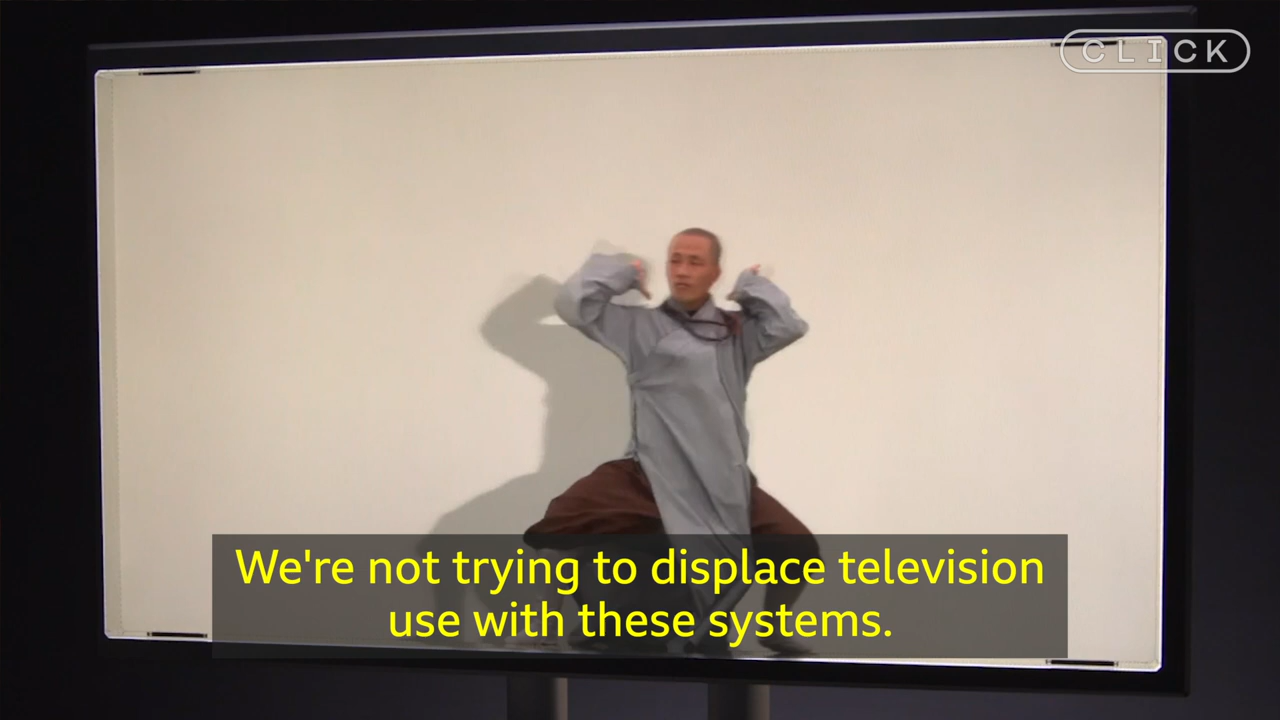 CLICK
We're not trying to displace television
use with these systems.